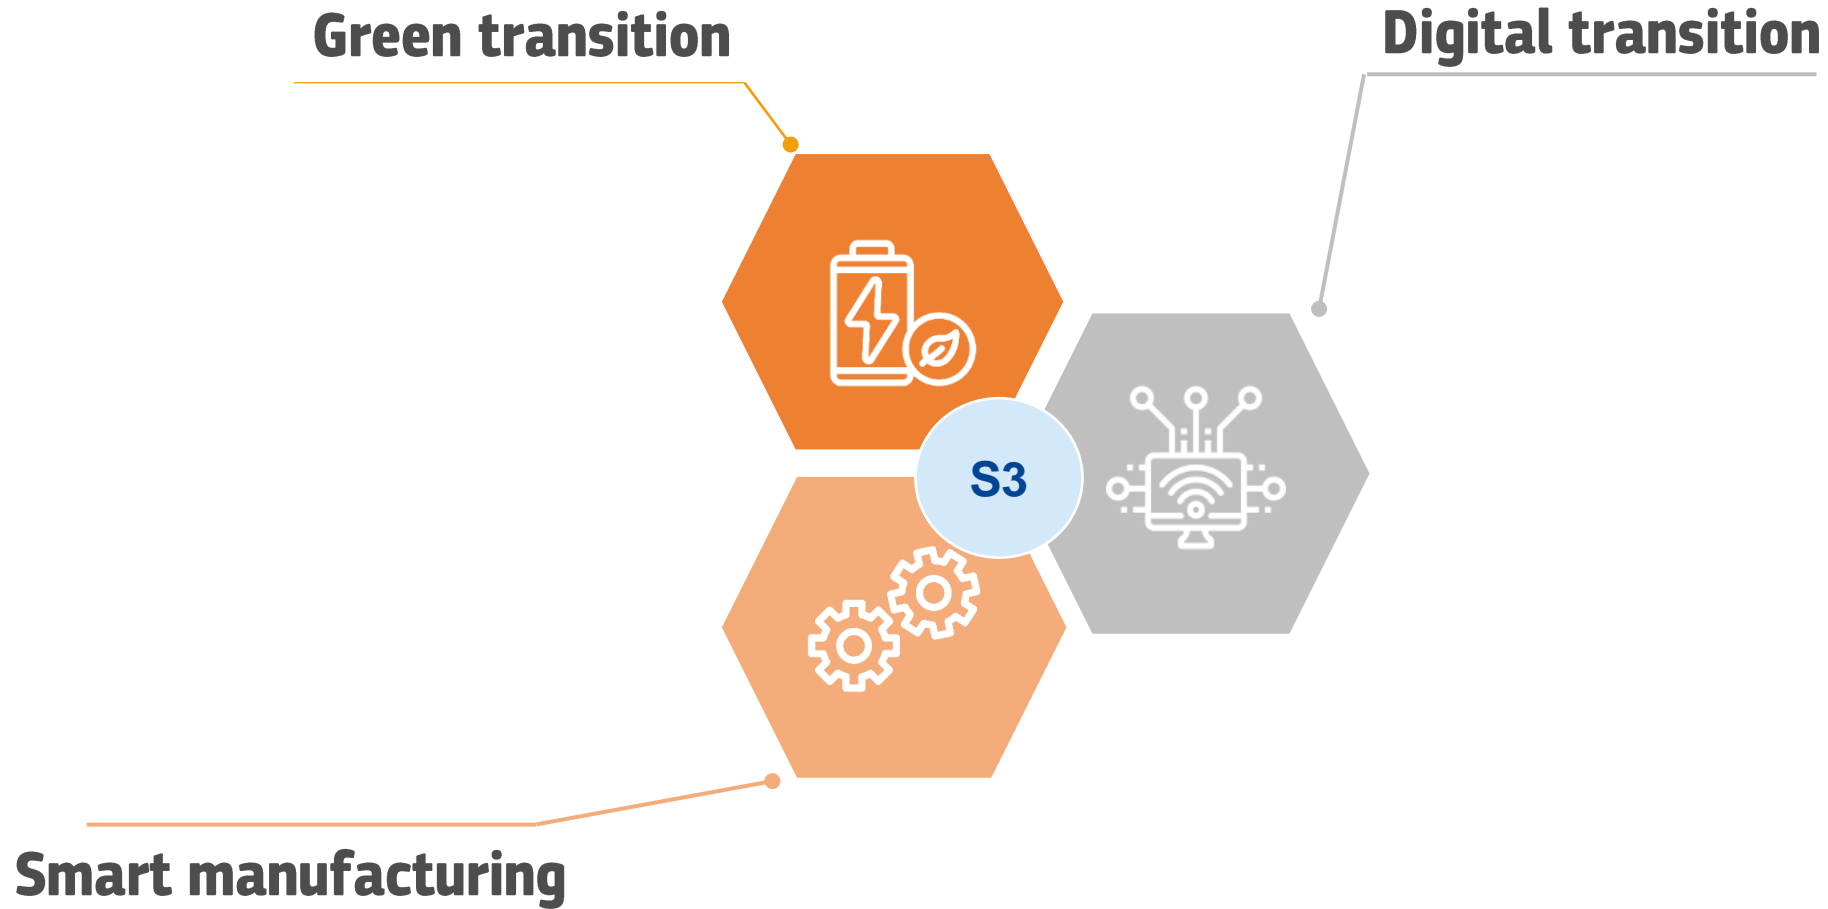 Green transition
Digital transition
S3
Smart manufacturing